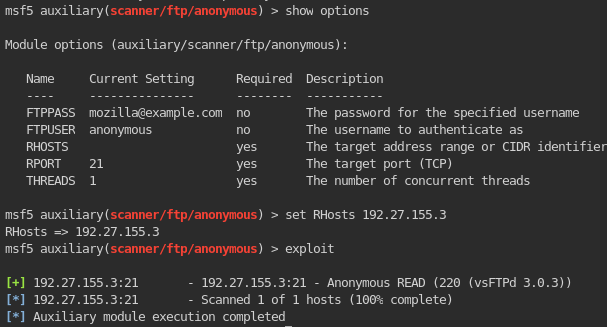 msf5 auxiliary(scanner/ftp/anonymous) > show options
Module options (auxiliary/scanner/ftp/anonymous):
Name Current Setting Required Description
---- --------------- -------- -----------
FTPPASS mozilla@example.com no The password for the specified username
FTPUSER anonymous no The username to authenticate as
RHOSTS yes The target address range or CIDR identifier
RPORT 21 yes The target port (TCP)
THREADS 1 yes The number of concurrent threads
msf5 auxiliary(scanner/ftp/anonymous) > set RHosts 192.27.155.3
RHosts => 192.27.155.3
msf5 auxiliary(scanner/ftp/anonymous) > exploit
[+] 192.27.155.3:21 - 192.27.155.3:21 - Anonymous READ (220 (vsFTPd 3.0.3))
[*] 192.27.155.3:21 - Scanned 1 of 1 hosts (100% complete)
[*] Auxiliary module execution completed